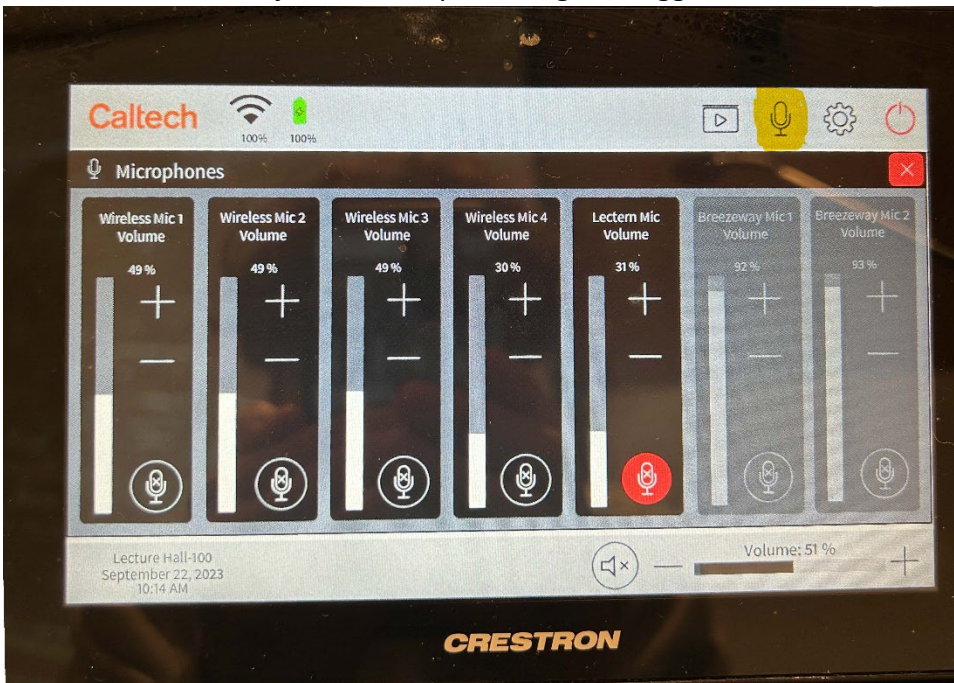 Caltech
100%
100%
Microphones
Wireless Mic 1
Volume
49%
Wireless Mic 2
Volume
49%
Wireless Mic 3
Volume
49%
Wireless Mic 4
Volume
30%
Lectern Mic
Volume
31%
Breezeway Mic 1
Volume
92%
Breezeway Mic 2
Volume
93%
Lecture Hall-100
September 22, 2023
10:14 AM
Volume: 51 %
CRESTRON